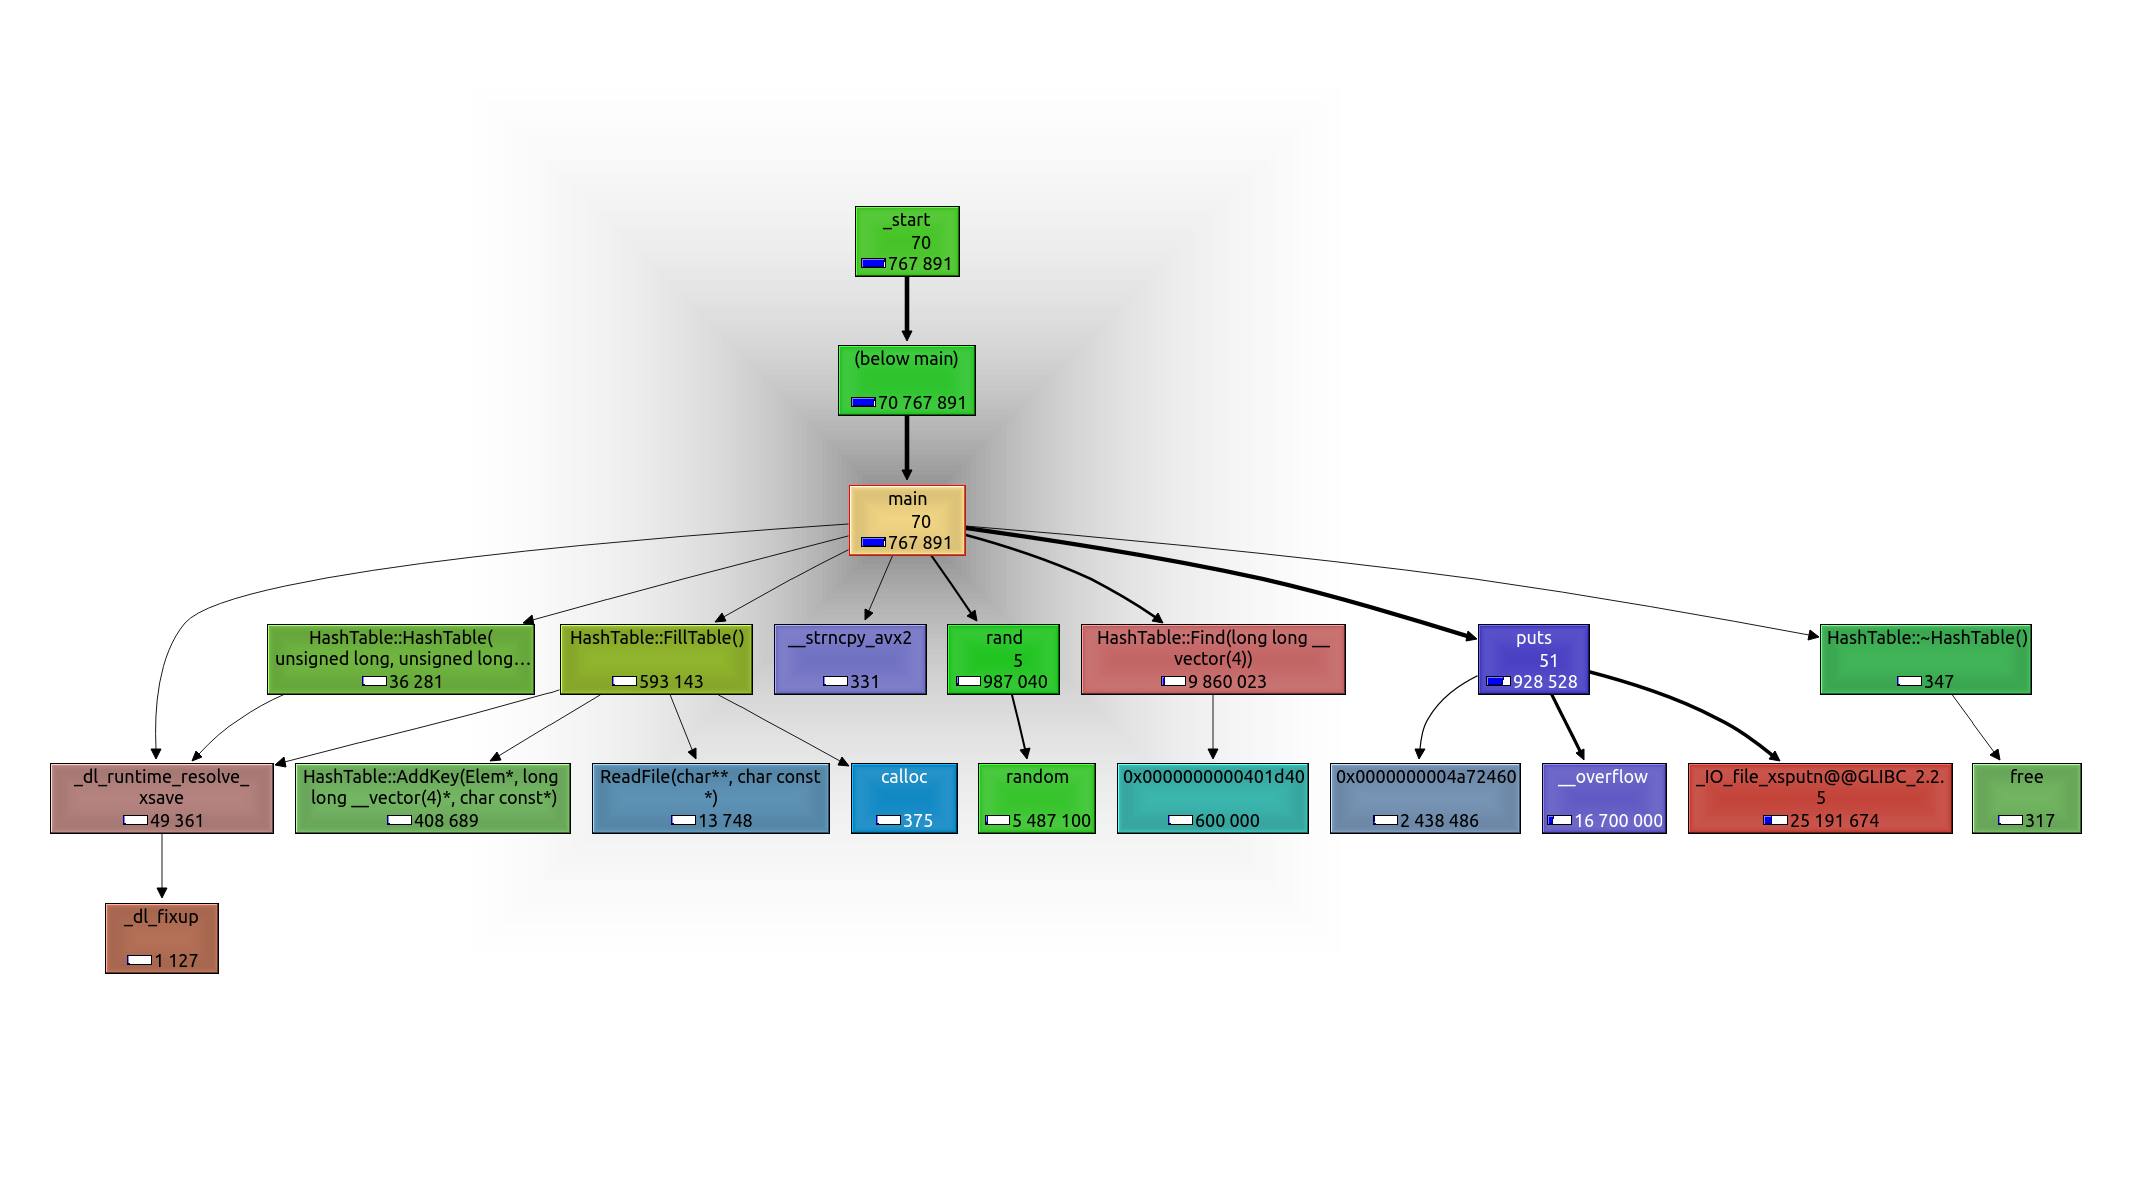 _start
70
767 891
(below main)
70 767 891
main
70
767 891
HashTable::HashTable(
unsigned long, unsigned long...
36 281
HashTable::FillTable()
593 143
__strncpy_avx2
331
rand
5
987 040
HashTable::Find(long long __
vector(4))
9 860 023
puts
51
928 528
HashTable::~HashTable()
347
_dl_runtime_resolve_
xsave
49 361
HashTable::AddKey(Elem*, long
long __vector(4)*, char const*)
408 689
ReadFile(char**, char const
*)
13 748
calloc
375
random
5 487 100
0x0000000000401d40
600 000
0x0000000004a72460
2 438 486
__overflow
16 700 000
_IO_file_xsputn@@GLIBC_2.2.
5
25 191 674
free
317
_dl_fixup
1 127